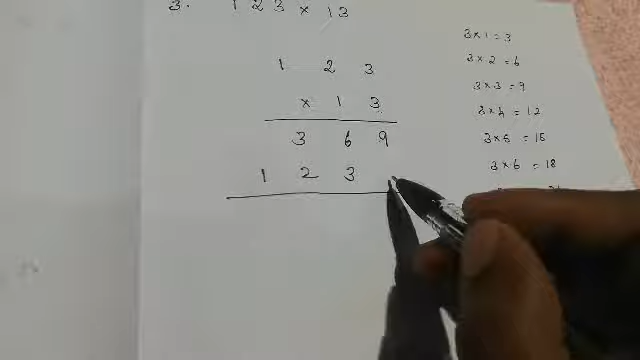 3. 123 × 13
1 2 3
× 1 3
3 6 9
1 2 3
3 × 1 = 3
3 × 2 = 6
3 × 3 = 9
3 × 4 = 12
3 × 5 = 15
3 × 6 = 18